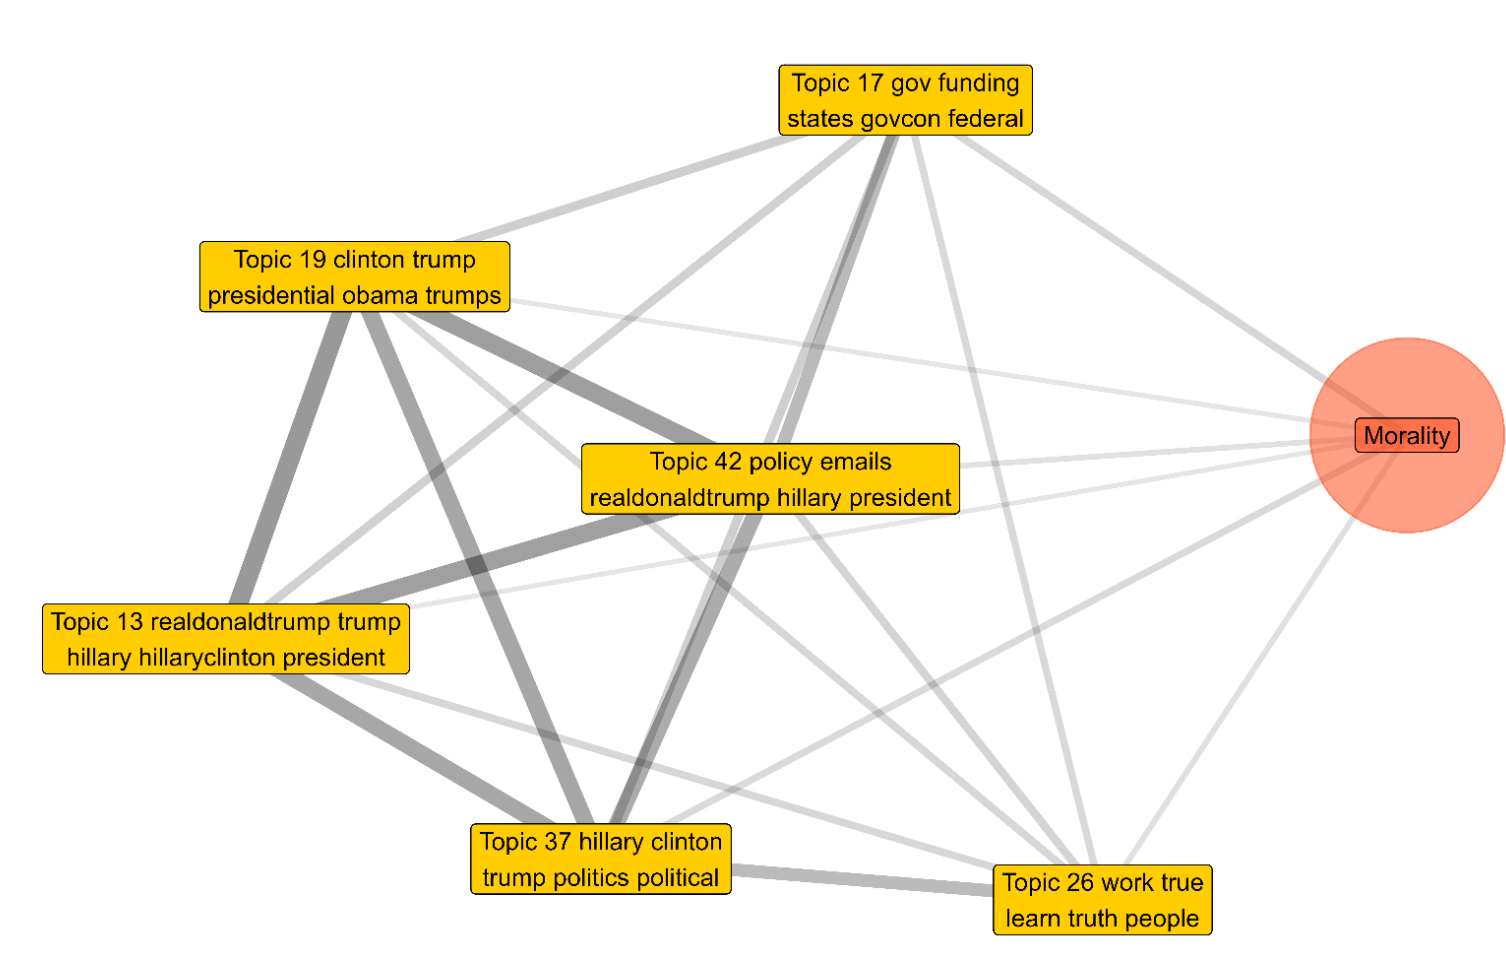 Topic 17 gov funding
states govcon federal
Topic 19 clinton trump
presidential obama trumps
Morality
Topic 42 policy emails
realdonaldtrump hillary president
Topic 13 realdonaldtrump trump
hillary hillaryclinton president
Topic 37 hillary clinton
trump politics political
Topic 26 work true
learn truth people